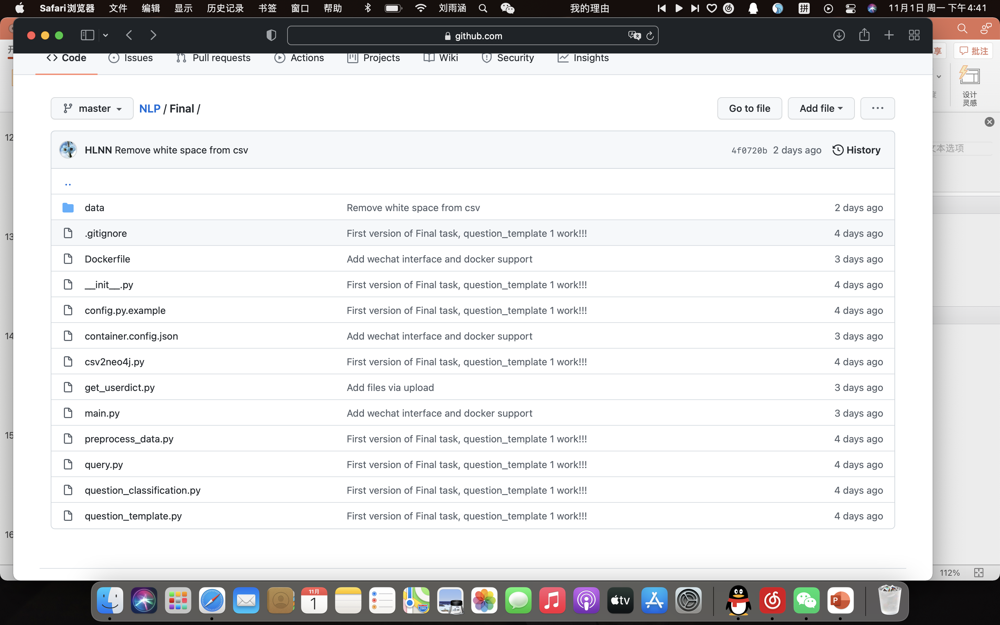 Safari浏览器 文件 编辑 显示 历史记录 书签 窗口 帮助 刘雨涵 我的理由 拼 11月1日 周一 下午4:41
github.com
Code Issues Pull requests Actions Projects Wiki Security Insights
享 批注
设计
灵感
master NLP / Final / Go to file Add file ...
12
HLNN Remove white space from csv 4f0720b 2 days ago History
文本选项
..
data Remove white space from csv 2 days ago
.gitignore First version of Final task, question_template 1 work!!! 4 days ago
13
Dockerfile Add wechat interface and docker support 3 days ago
__init__.py First version of Final task, question_template 1 work!!! 4 days ago
config.py.example First version of Final task, question_template 1 work!!! 4 days ago
14
container.config.json Add wechat interface and docker support 3 days ago
csv2neo4j.py First version of Final task, question_template 1 work!!! 4 days ago
get_userdict.py Add files via upload 3 days ago
main.py Add wechat interface and docker support 3 days ago
15
preprocess_data.py First version of Final task, question_template 1 work!!! 4 days ago
query.py First version of Final task, question_template 1 work!!! 4 days ago
question_classification.py First version of Final task, question_template 1 work!!! 4 days ago
question_template.py First version of Final task, question_template 1 work!!! 4 days ago
16
112%
11月
1
280
tv
P